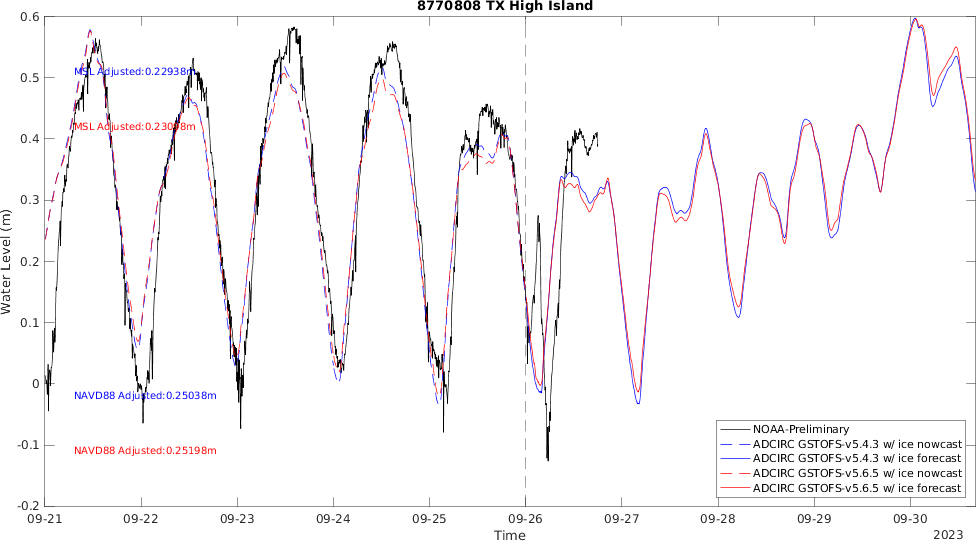 8770808 TX High Island
0.6
0.5
0.4
0.3
0.2
0.1
0
-0.1
-0.2
Water Level (m)
MSL Adjusted:0.22938m
MSL Adjusted:0.23098m
NAVD88 Adjusted:0.25038m
NAVD88 Adjusted:0.25198m
NOAA-Preliminary
ADCIRC GSTOFS-v5.4.3 w/ ice nowcast
ADCIRC GSTOFS-v5.4.3 w/ ice forecast
ADCIRC GSTOFS-v5.6.5 w/ ice nowcast
ADCIRC GSTOFS-v5.6.5 w/ ice forecast
09-21 09-22 09-23 09-24 09-25 09-26 09-27 09-28 09-29 09-30
Time
2023